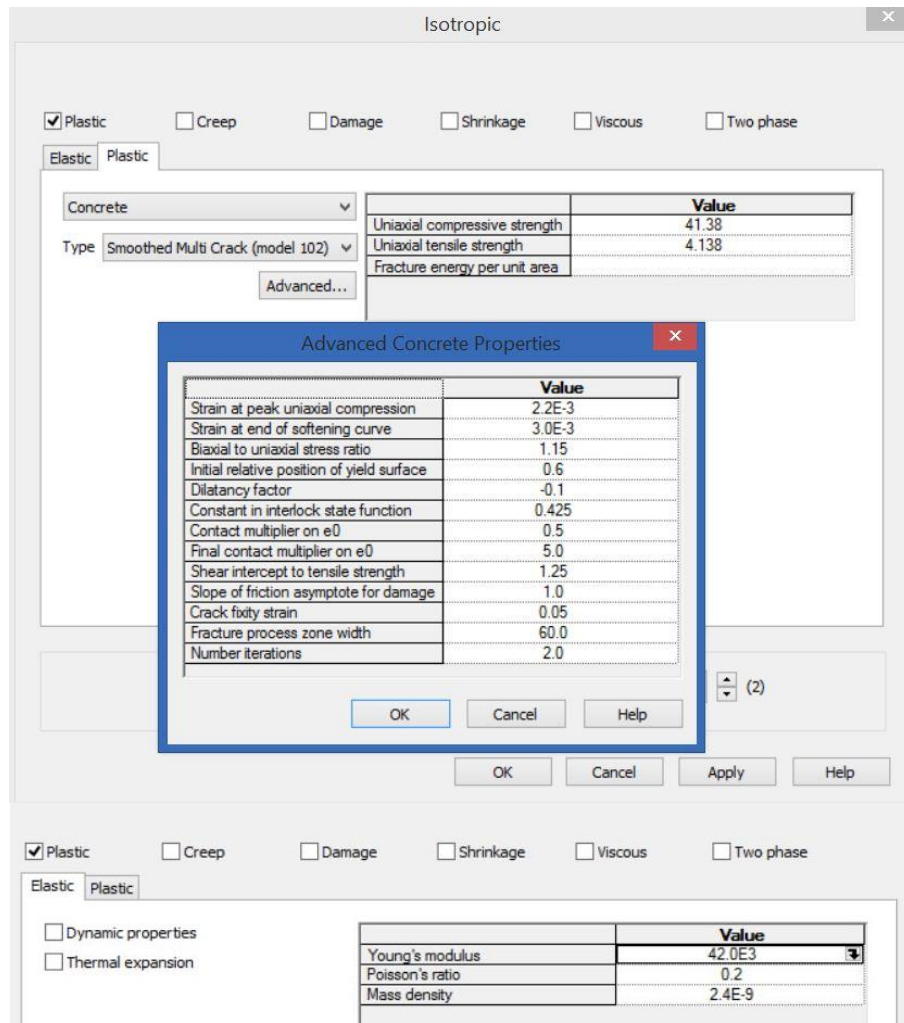 Isotropic
Plastic Creep Damage Shrinkage Viscous Two phase
Elastic Plastic
Concrete
Value
Uniaxial compressive strength 41.38
Type Smoothed Multi Crack (model 102)
Uniaxial tensile strength 4.138
Fracture energy per unit area
Advanced...
Advanced Concrete Properties
Value
Strain at peak uniaxial compression 2.2E-3
Strain at end of softening curve 3.0E-3
Biaxial to uniaxial stress ratio 1.15
Initial relative position of yield surface 0.6
Dilatancy factor -0.1
Constant in interlock state function 0.425
Contact multiplier on e0 0.5
Final contact multiplier on e0 5.0
Shear intercept to tensile strength 1.25
Slope of friction asymptote for damage 1.0
Crack fixity strain 0.05
Fracture process zone width 60.0
Number iterations 2.0
(2)
OK Cancel Help
OK Cancel Apply Help
Plastic Creep Damage Shrinkage Viscous Two phase
Elastic Plastic
Dynamic properties
Thermal expansion
Value
Young's modulus 42.0E3
Poisson's ratio 0.2
Mass density 2.4E-9